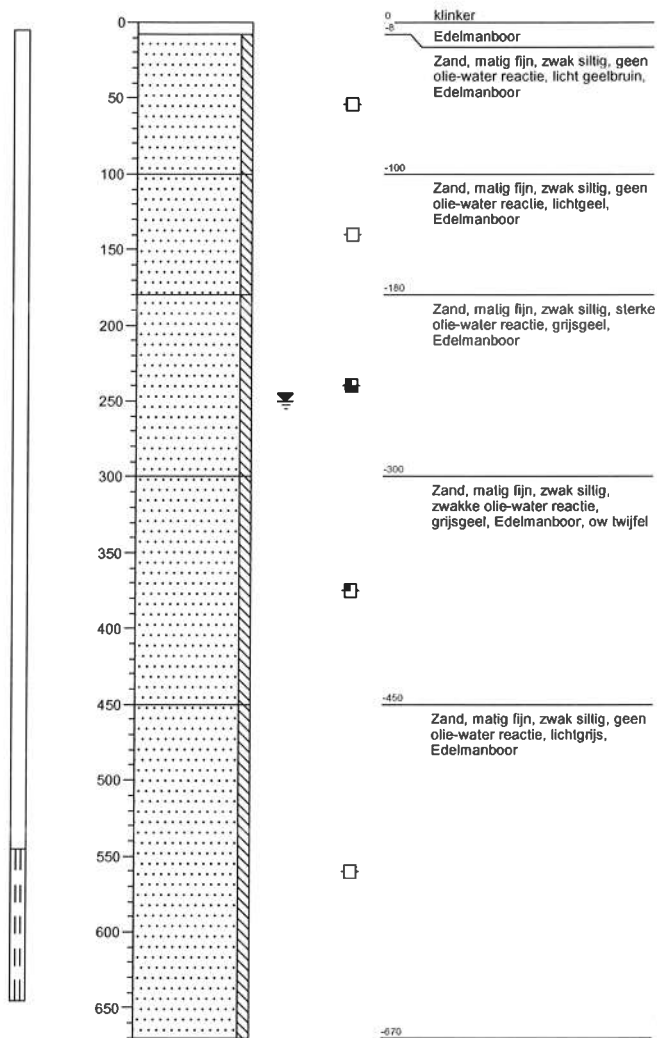 0
50
100
150
200
250
300
350
400
450
500
550
600
650
0
klinker
-8
Edelmanboor
Zand, matig fijn, zwak siltig, geen
olie-water reactie, licht geelbruin,
Edelmanboor
-100
Zand, matig fijn, zwak siltig, geen
olie-water reactie, lichtgeel,
Edelmanboor
-180
Zand, matig fijn, zwak siltig, sterke
olie-water reactie, grijsgeel,
Edelmanboor
-300
Zand, matig fijn, zwak siltig,
zwakke olie-water reactie,
grijsgeel, Edelmanboor, ow twijfel
-450
Zand, matig fijn, zwak siltig, geen
olie-water reactie, lichtgrijs,
Edelmanboor
-670